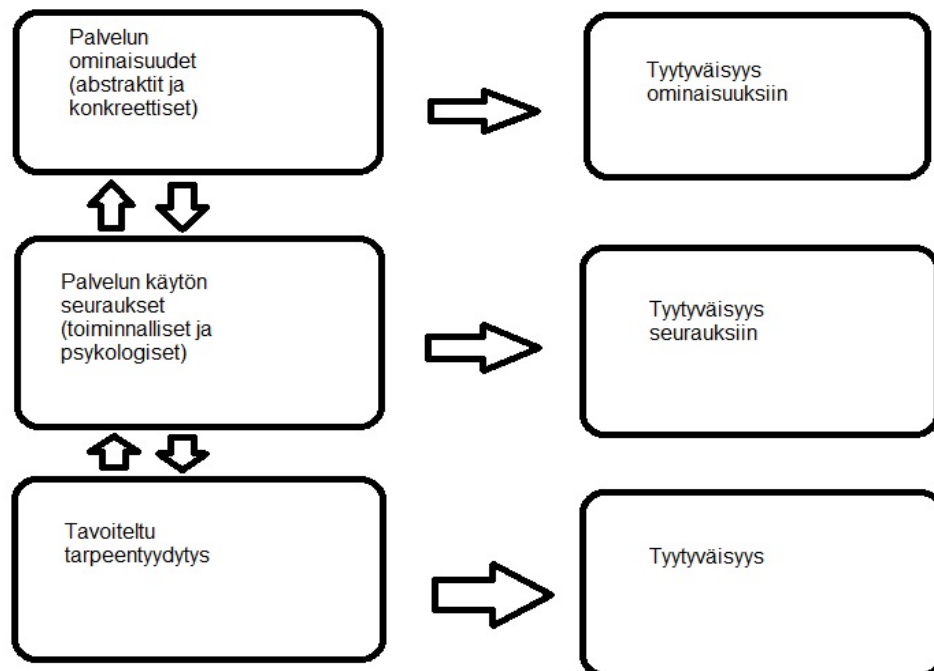 Palvelun
ominaisuudet
(abstraktit ja
konkreettiset)
Tyytyväisyys
ominaisuuksiin
Palvelun käytön
seuraukset
(toiminnalliset ja
psykologiset)
Tyytyväisyys
seurauksiin
Tavoiteltu
tarpeentyydytys
Tyytyväisyys